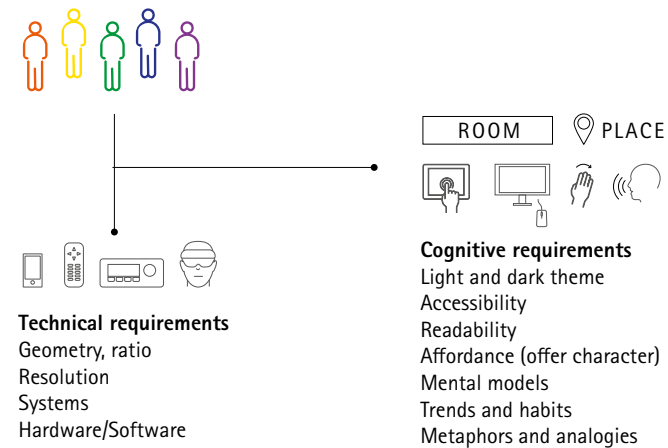 ROOM
PLACE
Technical requirements
Geometry, ratio
Resolution
Systems
Hardware/Software
Cognitive requirements
Light and dark theme
Accessibility
Readability
Affordance (offer character)
Mental models
Trends and habits
Metaphors and analogies